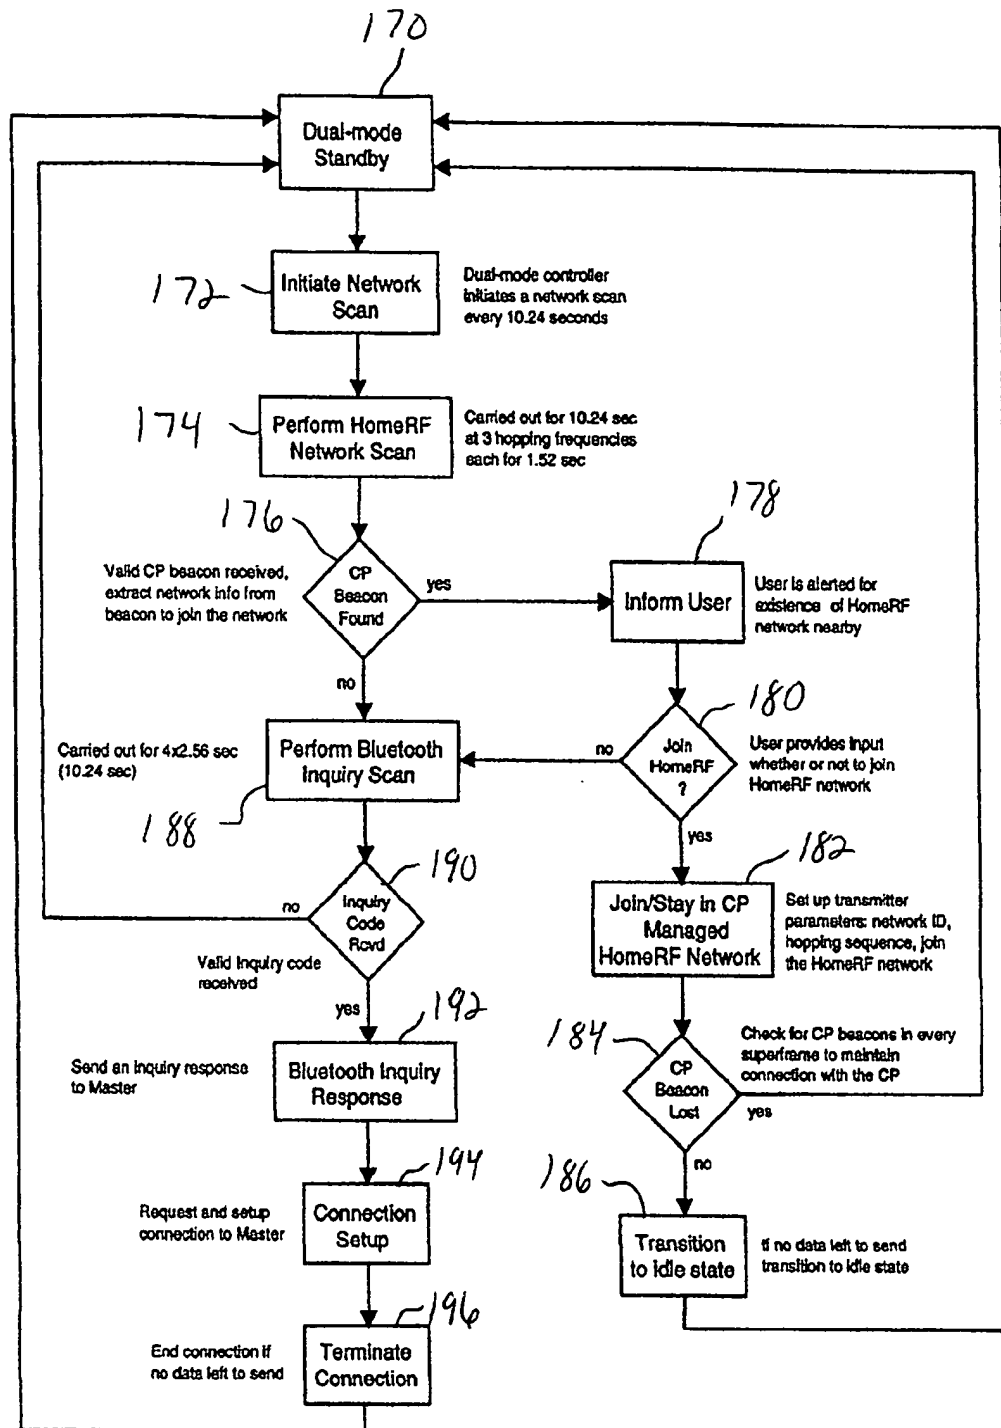 170
Dual-mode
Standby
172
Initiate Network
Scan
Dual-mode controller
initiates a network scan
every 10.24 seconds
174
Perform HomeRF
Network Scan
Carried out for 10.24 sec
at 3 hopping frequencies
each for 1.52 sec
176
178
Valid CP beacon received,
extract network info from
beacon to join the network
CP
Beacon
Found
yes
Inform User
User is alerted for
existence of HomeRF
network nearby
no
180
Carried out for 4x2.56 sec
(10.24 sec)
Perform Bluetooth
Inquiry Scan
no
Join
HomeRF
?
User provides input
whether or not to join
HomeRF network
188
yes
190
182
no
Inquiry
Code
Rcvd
Join/Stay in CP
Managed
HomeRF Network
Set up transmitter
parameters: network ID,
hopping sequence, join
the HomeRF network
Valid Inquiry code
received
yes
192
184
Check for CP beacons in every
superframe to maintain
connection with the CP
Send an inquiry response
to Master
Bluetooth Inquiry
Response
CP
Beacon
Lost
yes
no
194
186
Request and setup
connection to Master
Connection
Setup
Transition
to idle state
If no data left to send
transition to idle state
196
End connection if
no data left to send
Terminate
Connection